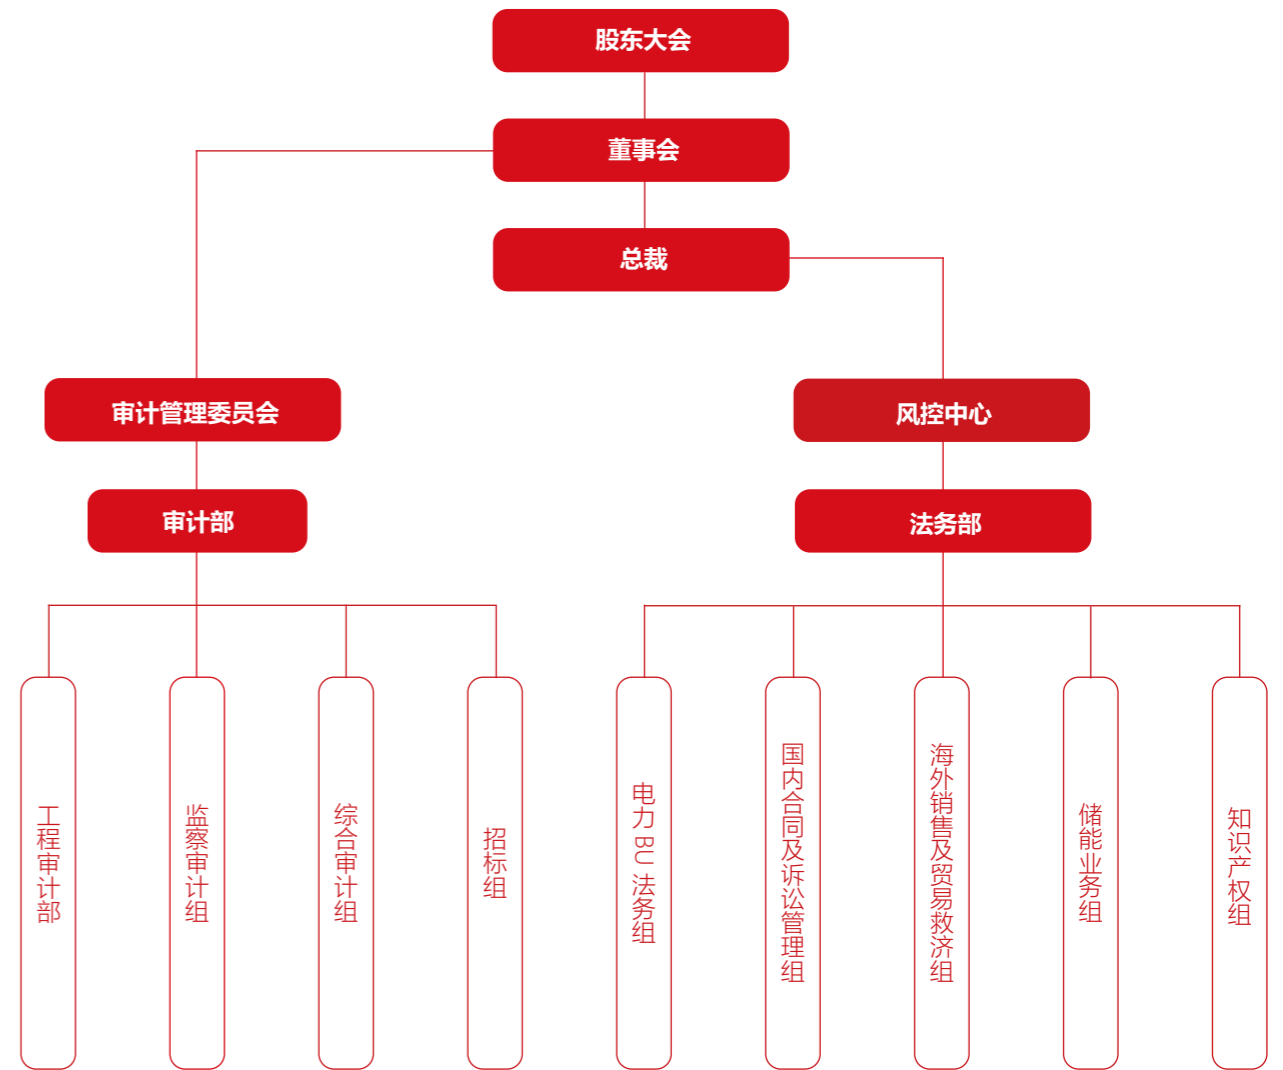 股东大会
董事会
总裁
审计管理委员会
风控中心
审计部
法务部
工程审计部
监察审计组
综合审计组
招标组
电力 BU 法务组
国内合同及诉讼管理组
海外销售及贸易救济组
储能业务组
知识产权组